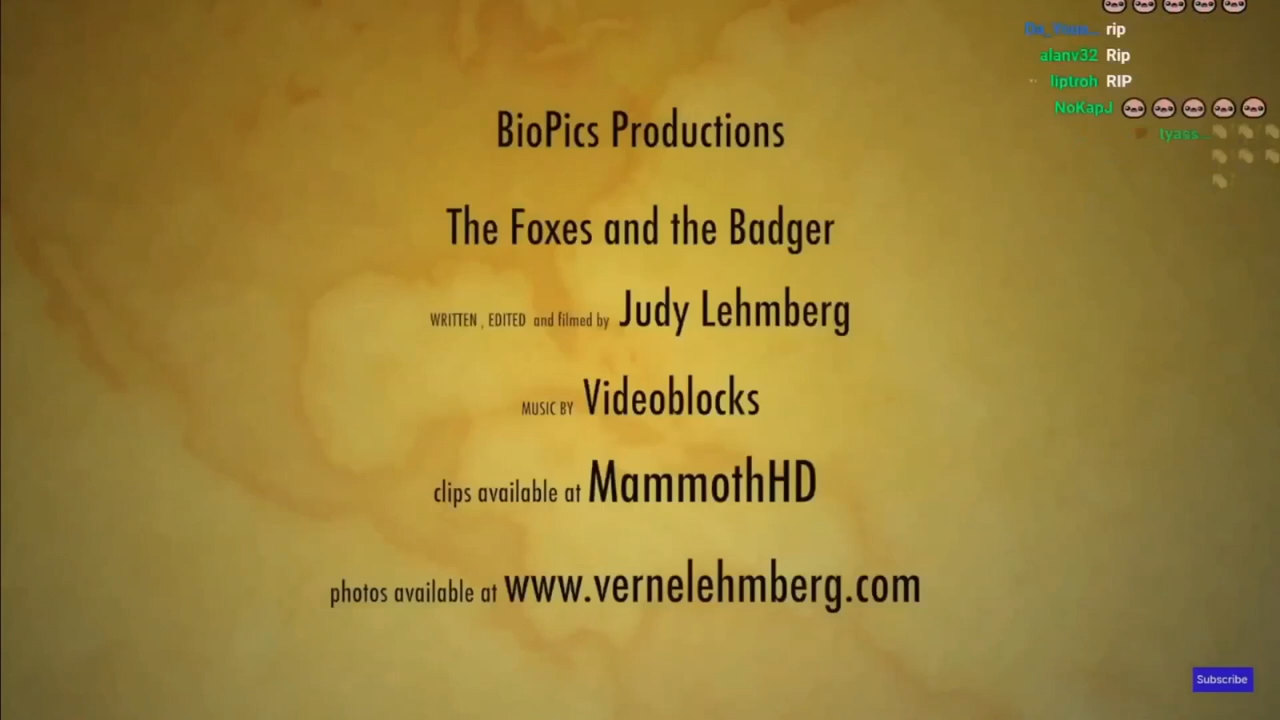 rip
alanv32 Rip
liptroh RIP
NoKapJ
BioPics Productions
The Foxes and the Badger
WRITTEN , EDITED and filmed by Judy Lehmberg
MUSIC BY Videoblocks
clips available at MammothHD
photos available at www.vernelehmberg.com
Subscribe